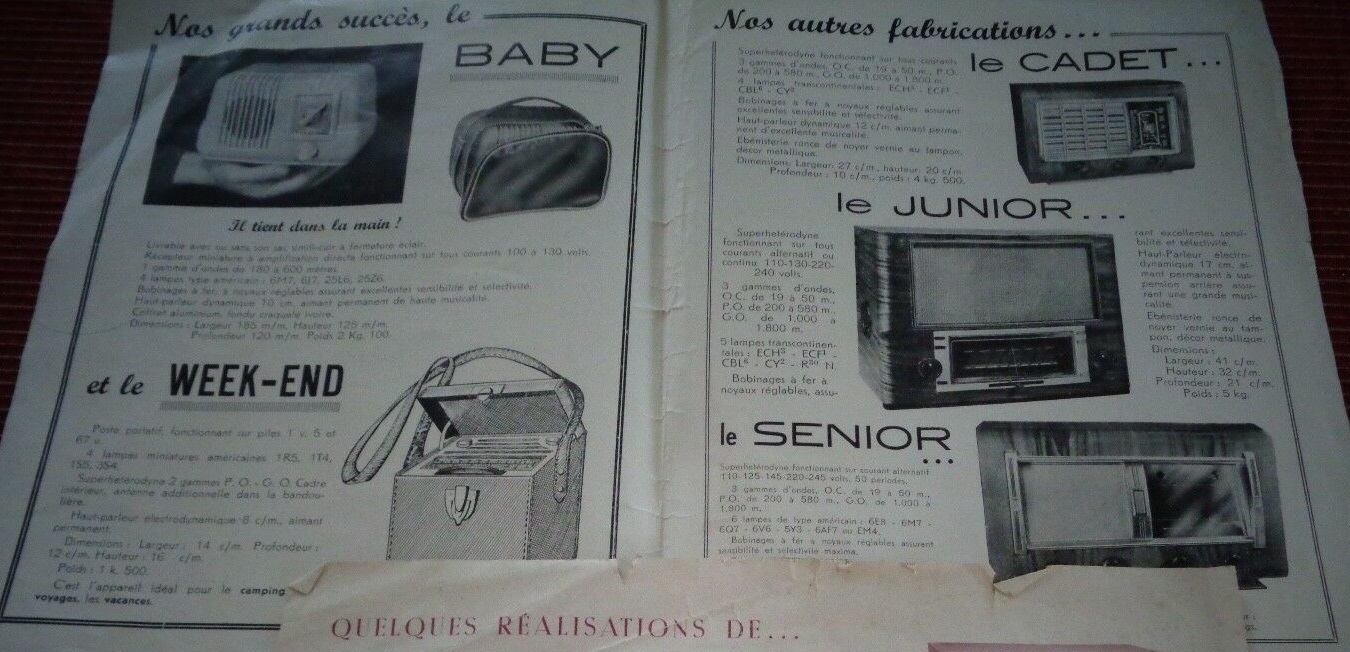 Nos grands succès, le
BABY
Il tient dans la main !
Livrable avec ou sans son sac simili-cuir à fermeture éclair.
Récepteur miniature à amplification directe fonctionnant sur tous courants 100 à 130 volts.
1 gamme d'ondes de 180 à 600 mètres.
4 lampes type américain : 6M7, 6J7, 25L6, 25Z6.
Bobinages à fer à noyaux réglables assurant excellentes sensibilité et sélectivité.
Haut-parleur dynamique 10 cm. aimant permanent de haute musicalité.
Coffret aluminium, fondu craquelé ivoire.
Dimensions : Largeur 185 m/m, Hauteur 125 m/m.
Profondeur 120 m/m. Poids 2 Kg. 100.
et le WEEK-END
Poste portatif, fonctionnant sur piles 1 v. 5 et
67 v.
4 lampes miniatures américaines 1R5, 1T4,
1S5, 3S4.
Superhétérodyne 2 gammes P. O. - G. O. Cadre
intérieur, antenne additionnelle dans la bandou-
lière.
Haut-parleur électrodynamique 8 c/m., aimant
permanent.
Dimensions : Largeur : 14 c/m. Profondeur :
12 c/m. Hauteur : 16 c/m.
Poids : 1 k. 500.
C'est l'appareil idéal pour le camping
voyages, les vacances.
Nos autres fabrications...
le CADET...
Superhétérodyne fonctionnant sur tous courants
3 gammes d'ondes, O.C. de 19 à 50 m., P.O.
de 200 à 580 m., G.O. de 1.000 à 1.800 m.
4 lampes transcontinentales : ECH3 - ECF1 -
CBL6 - CY2.
Bobinages à fer à noyaux réglables assurant
excellentes sensibilité et sélectivité.
Haut-parleur dynamique 12 c/m. aimant perma-
nent d'excellente musicalité.
Ebénisterie ronce de noyer vernie au tampon,
décor métallique.
Dimensions : Largeur, 27 c/m., hauteur, 20 c/m.
Profondeur : 10 c/m., poids : 4 kg. 500.
le JUNIOR...
Superhétérodyne
fonctionnant sur tous
courants alternatif ou
continu 110-130-220-
240 volts.
3 gammes d'ondes,
O.C. de 19 à 50 m.,
P.O. de 200 à 580 m.,
G.O. de 1.000 à
1.800 m.
5 lampes transcontinen-
tales : ECH3 - ECF1 -
CBL6 - CY2 - R30 N.
Bobinages à fer à
noyaux réglables, assu-
rant excellentes sensi-
bilité et sélectivité.
Haut-Parleur électro-
dynamique 17 cm, ai-
mant permanent à sus-
pension arrière assu-
rant une grande musi-
calité.
Ebénisterie ronce de
noyer vernie au tam-
pon, décor métallique.
Dimensions :
Largeur : 41 c/m.
Hauteur : 32 c/m.
Profondeur : 21 c/m.
Poids : 5 kg.
le SENIOR
...
Superhétérodyne fonctionnant sur courant alternatif
110-125-145-220-245 volts, 50 périodes.
3 gammes d'ondes, O.C. de 19 à 50 m.,
P.O. de 200 à 580 m., G.O. de 1.000 à
1.800 m.
6 lampes de type américain : 6E8 - 6M7 -
6Q7 - 6V6 - 5Y3 - 6AF7 ou EM4.
Bobinages à fer à noyaux réglables assurant
sensibilité et sélectivité maxima.
QUELQUES RÉALISATIONS DE...